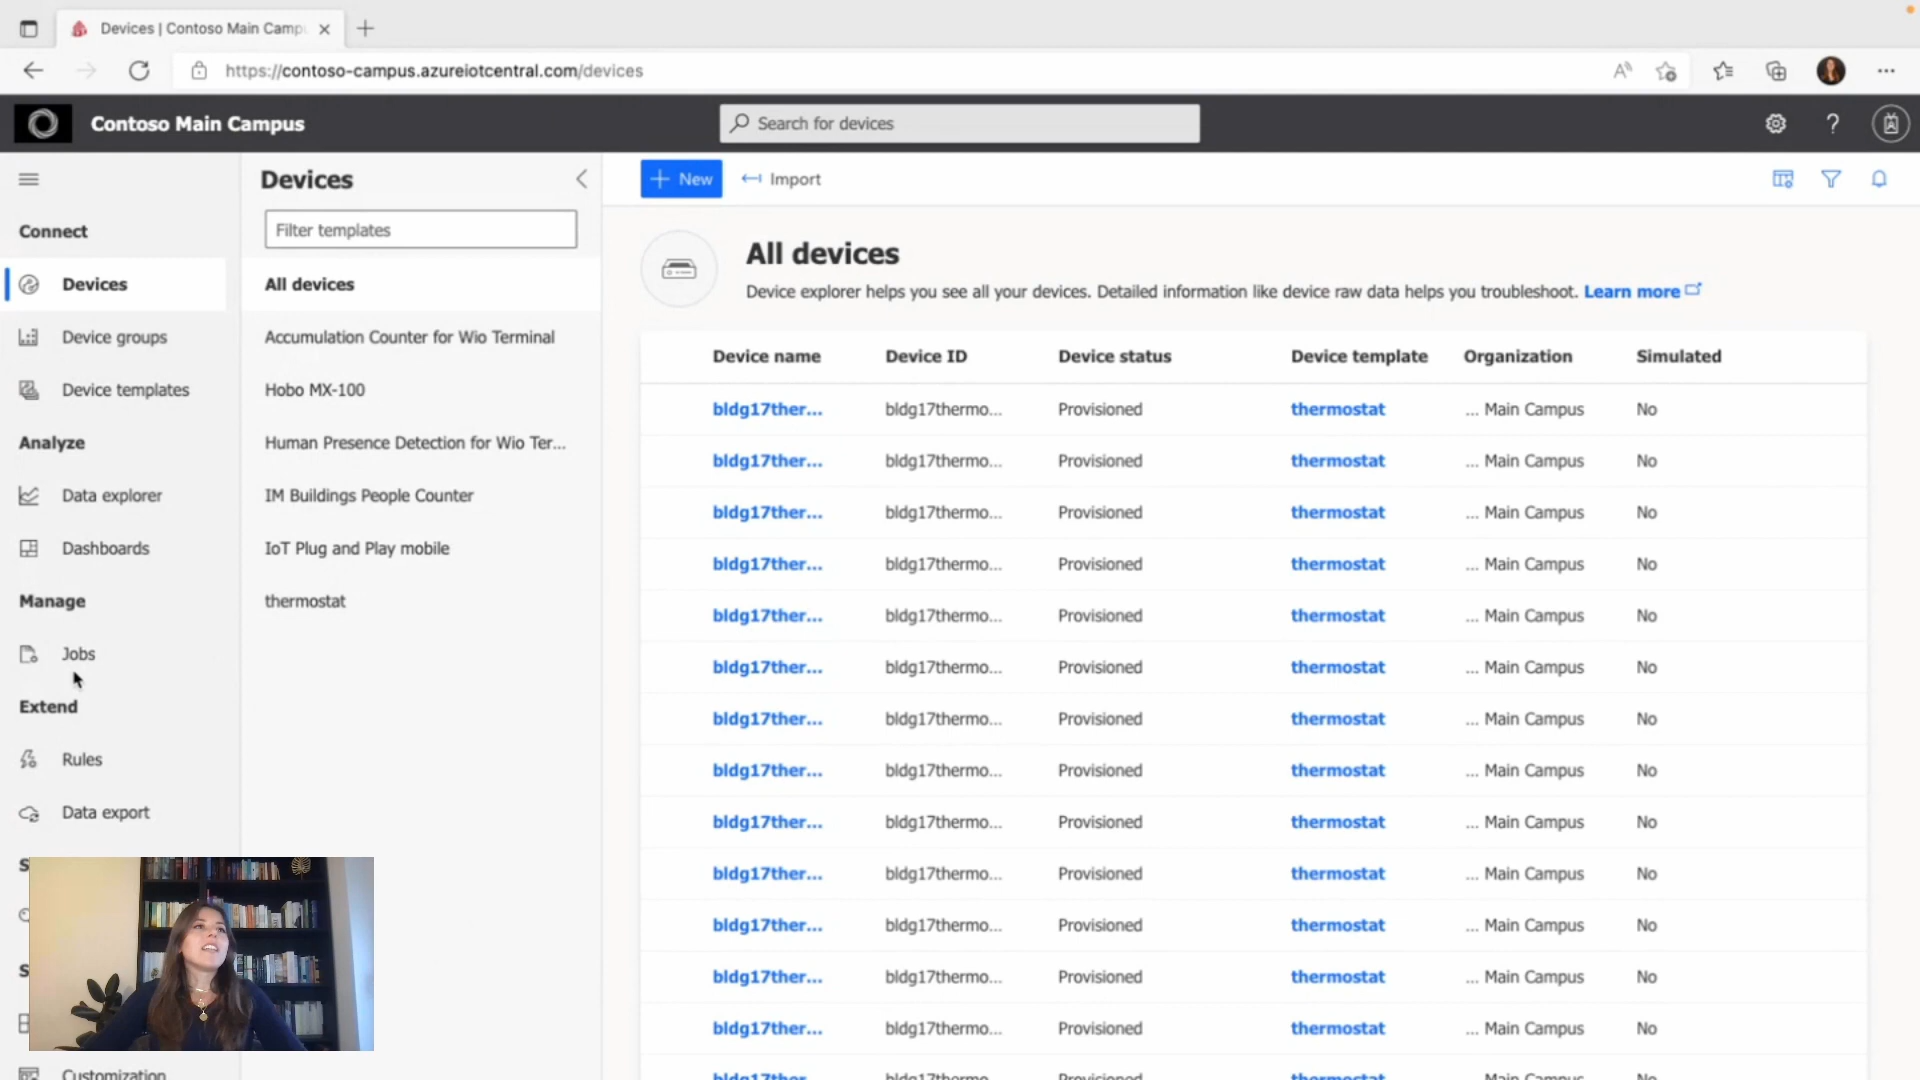 Devices | Contoso Main Camp
https://contoso-campus.azureiotcentral.com/devices
Contoso Main Campus
Search for devices
Devices
New
Import
Filter templates
Connect
Devices
Device groups
Device templates
Analyze
Data explorer
Dashboards
Manage
Jobs
Extend
Rules
Data export
Customization
All devices
Accumulation Counter for Wio Terminal
Hobo MX-100
Human Presence Detection for Wio Ter...
IM Buildings People Counter
IoT Plug and Play mobile
thermostat
All devices
Device explorer helps you see all your devices. Detailed information like device raw data helps you troubleshoot. Learn more
Device name Device ID Device status Device template Organization Simulated
bldg17ther... bldg17thermo... Provisioned thermostat ... Main Campus No
bldg17ther... bldg17thermo... Provisioned thermostat ... Main Campus No
bldg17ther... bldg17thermo... Provisioned thermostat ... Main Campus No
bldg17ther... bldg17thermo... Provisioned thermostat ... Main Campus No
bldg17ther... bldg17thermo... Provisioned thermostat ... Main Campus No
bldg17ther... bldg17thermo... Provisioned thermostat ... Main Campus No
bldg17ther... bldg17thermo... Provisioned thermostat ... Main Campus No
bldg17ther... bldg17thermo... Provisioned thermostat ... Main Campus No
bldg17ther... bldg17thermo... Provisioned thermostat ... Main Campus No
bldg17ther... bldg17thermo... Provisioned thermostat ... Main Campus No
bldg17ther... bldg17thermo... Provisioned thermostat ... Main Campus No
bldg17ther... bldg17thermo... Provisioned thermostat ... Main Campus No
bldg17ther... bldg17thermo... Provisioned thermostat ... Main Campus No
bldg17ther... bldg17thermo... Provisioned thermostat ... Main Campus No